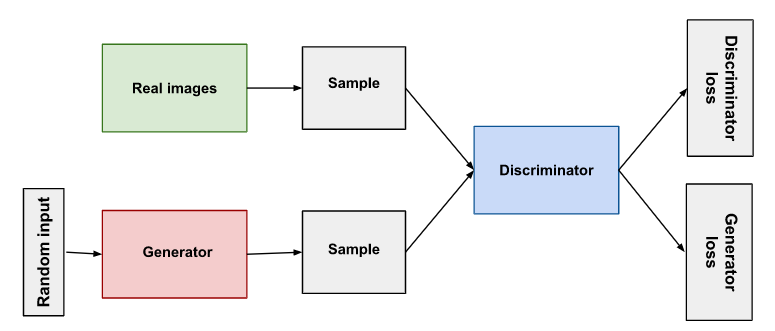 Real images
Sample
Discriminator
loss
Discriminator
Random input
Generator
Sample
Generator
loss